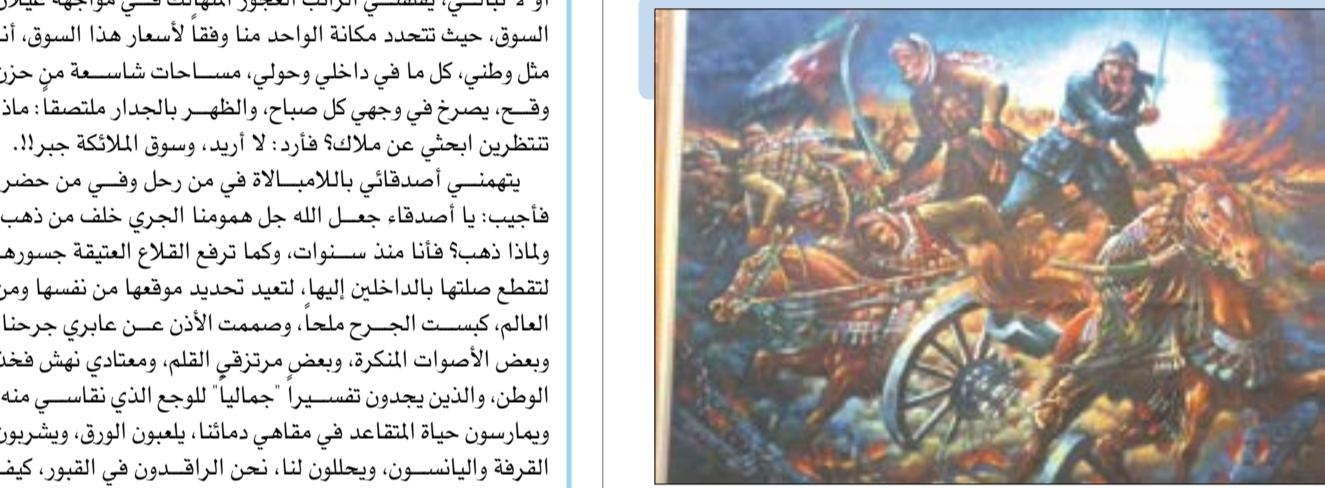 السوق، حيث تتحدد مكانة الواحد منا وفقاً لأسعار هذا السوق،
مثل وطني، كل ما في داخلي وحولي، مساحات شاسعة من حزن
وقح، يصرخ في وجهي كل صباح، والظهر بالجدار ملتصقاً:
تنتظرين ابحثي عن ملاك؟ فأرد: لا أريد، وسوق الملائكة جبر!!.
يتهمني أصدقائي باللامبالاة في من رحل وفي من حضر
فأجيب: يا أصدقاء جعل الله جل همومنا الجري خلف من ذهب
ولماذا ذهب؟ فأنا منذ سنوات، وكما ترفع القلاع العتيقة
لتقطع صلتها بالداخلين إليها، لتعيد تحديد موقعها من نفسها ومن
العالم، كبست الجرح ملحاً، وصممت الأذن عن عابري جرحنا
وبعض الأصوات المنكرة، وبعض مرتزقي القلم، ومعتادي نهش
الوطن، والذين يجدون تفسيراً "جمالياً" للوجع الذي نقاسي منه
ويمارسون حياة المتقاعد في مقاهي دمائنا، يلعبون الورق، ويشربون
القرفة واليانسون، ويحللون لنا، نحن الراقدون في القبور،